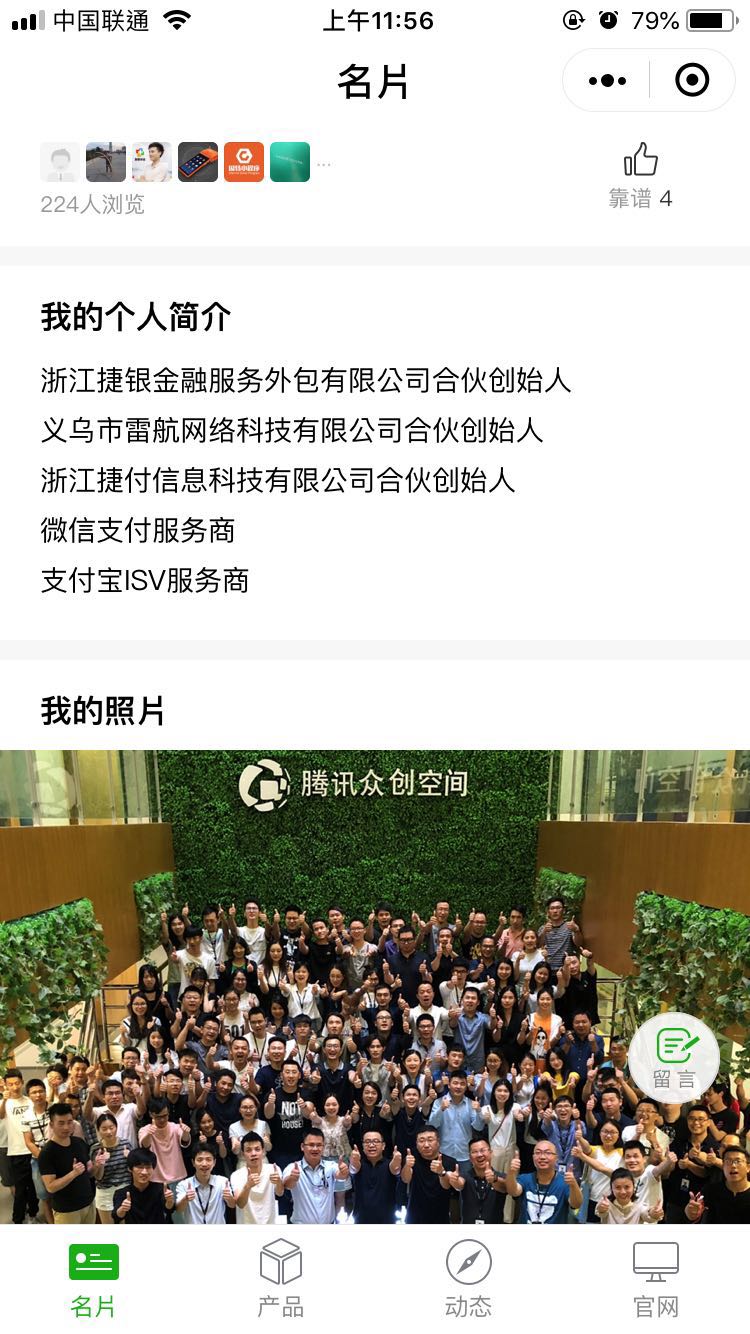 中国联通
上午11:56
79%
名片
224人浏览
靠谱 4
我的个人简介
浙江捷银金融服务外包有限公司合伙创始人
义乌市雷航网络科技有限公司合伙创始人
浙江捷付信息科技有限公司合伙创始人
微信支付服务商
支付宝ISV服务商
我的照片
腾讯众创空间
NOT
HOUSE
留言
名片
产品
动态
官网